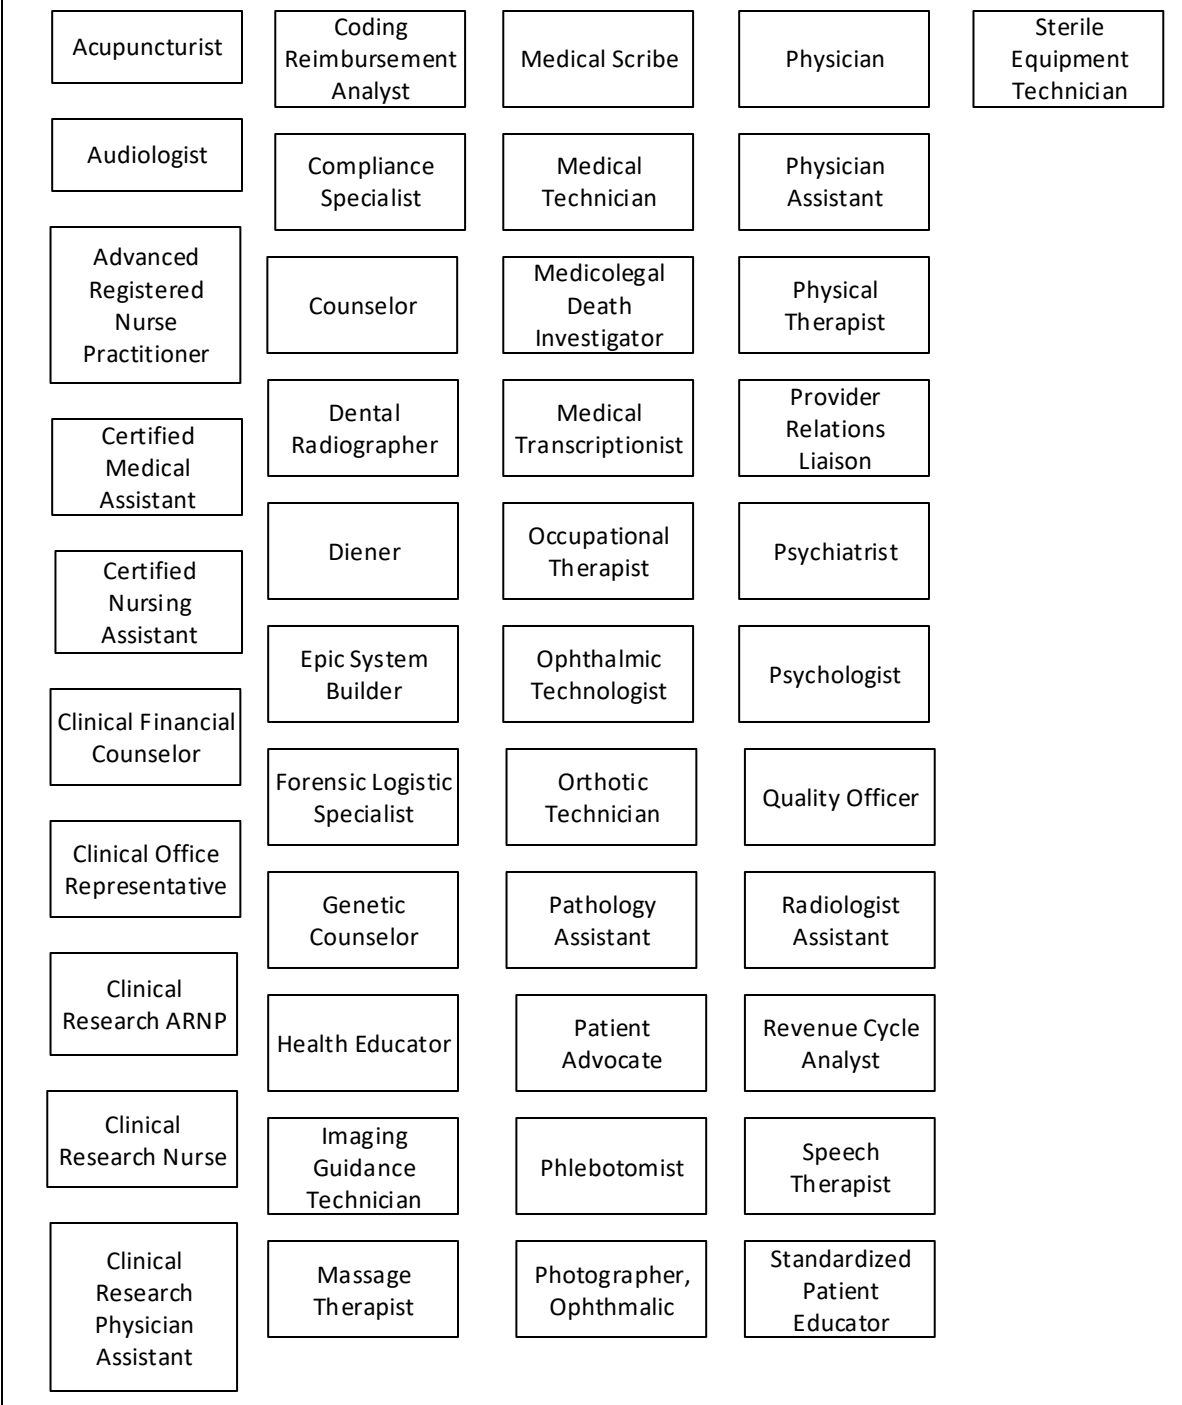 Acupuncturist
Audiologist
Advanced
Registered
Nurse
Practitioner
Certified
Medical
Assistant
Certified
Nursing
Assistant
Clinical Financial
Counselor
Clinical Office
Representative
Clinical
Research ARNP
Clinical
Research Nurse
Clinical
Research
Physician
Assistant
Coding
Reimbursement
Analyst
Compliance
Specialist
Counselor
Dental
Radiographer
Diener
Epic System
Builder
Forensic Logistic
Specialist
Genetic
Counselor
Health Educator
Imaging
Guidance
Technician
Massage
Therapist
Medical Scribe
Medical
Technician
Medicolegal
Death
Investigator
Medical
Transcriptionist
Occupational
Therapist
Ophthalmic
Technologist
Orthotic
Technician
Pathology
Assistant
Patient
Advocate
Phlebotomist
Photographer,
Ophthmalic
Physician
Physician
Assistant
Physical
Therapist
Provider
Relations
Liaison
Psychiatrist
Psychologist
Quality Officer
Radiologist
Assistant
Revenue Cycle
Analyst
Speech
Therapist
Standardized
Patient
Educator
Sterile
Equipment
Technician